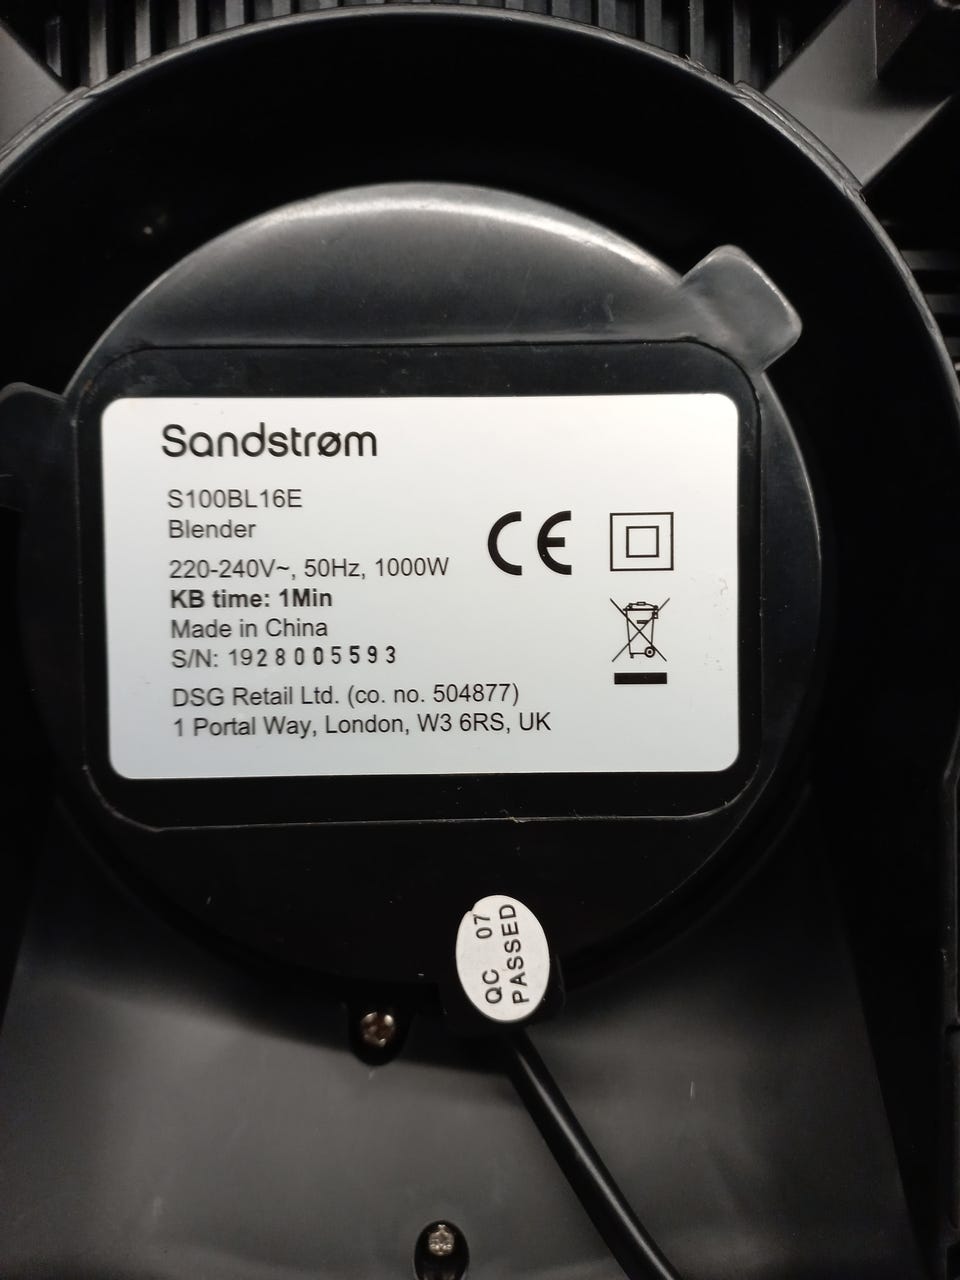 Sandstrøm
S100BL16E
Blender
220-240V~, 50Hz, 1000W
KB time: 1Min
Made in China
S/N: 1928005593
DSG Retail Ltd. (co. no. 504877)
1 Portal Way, London, W3 6RS, UK
CE
QC 07
PASSED